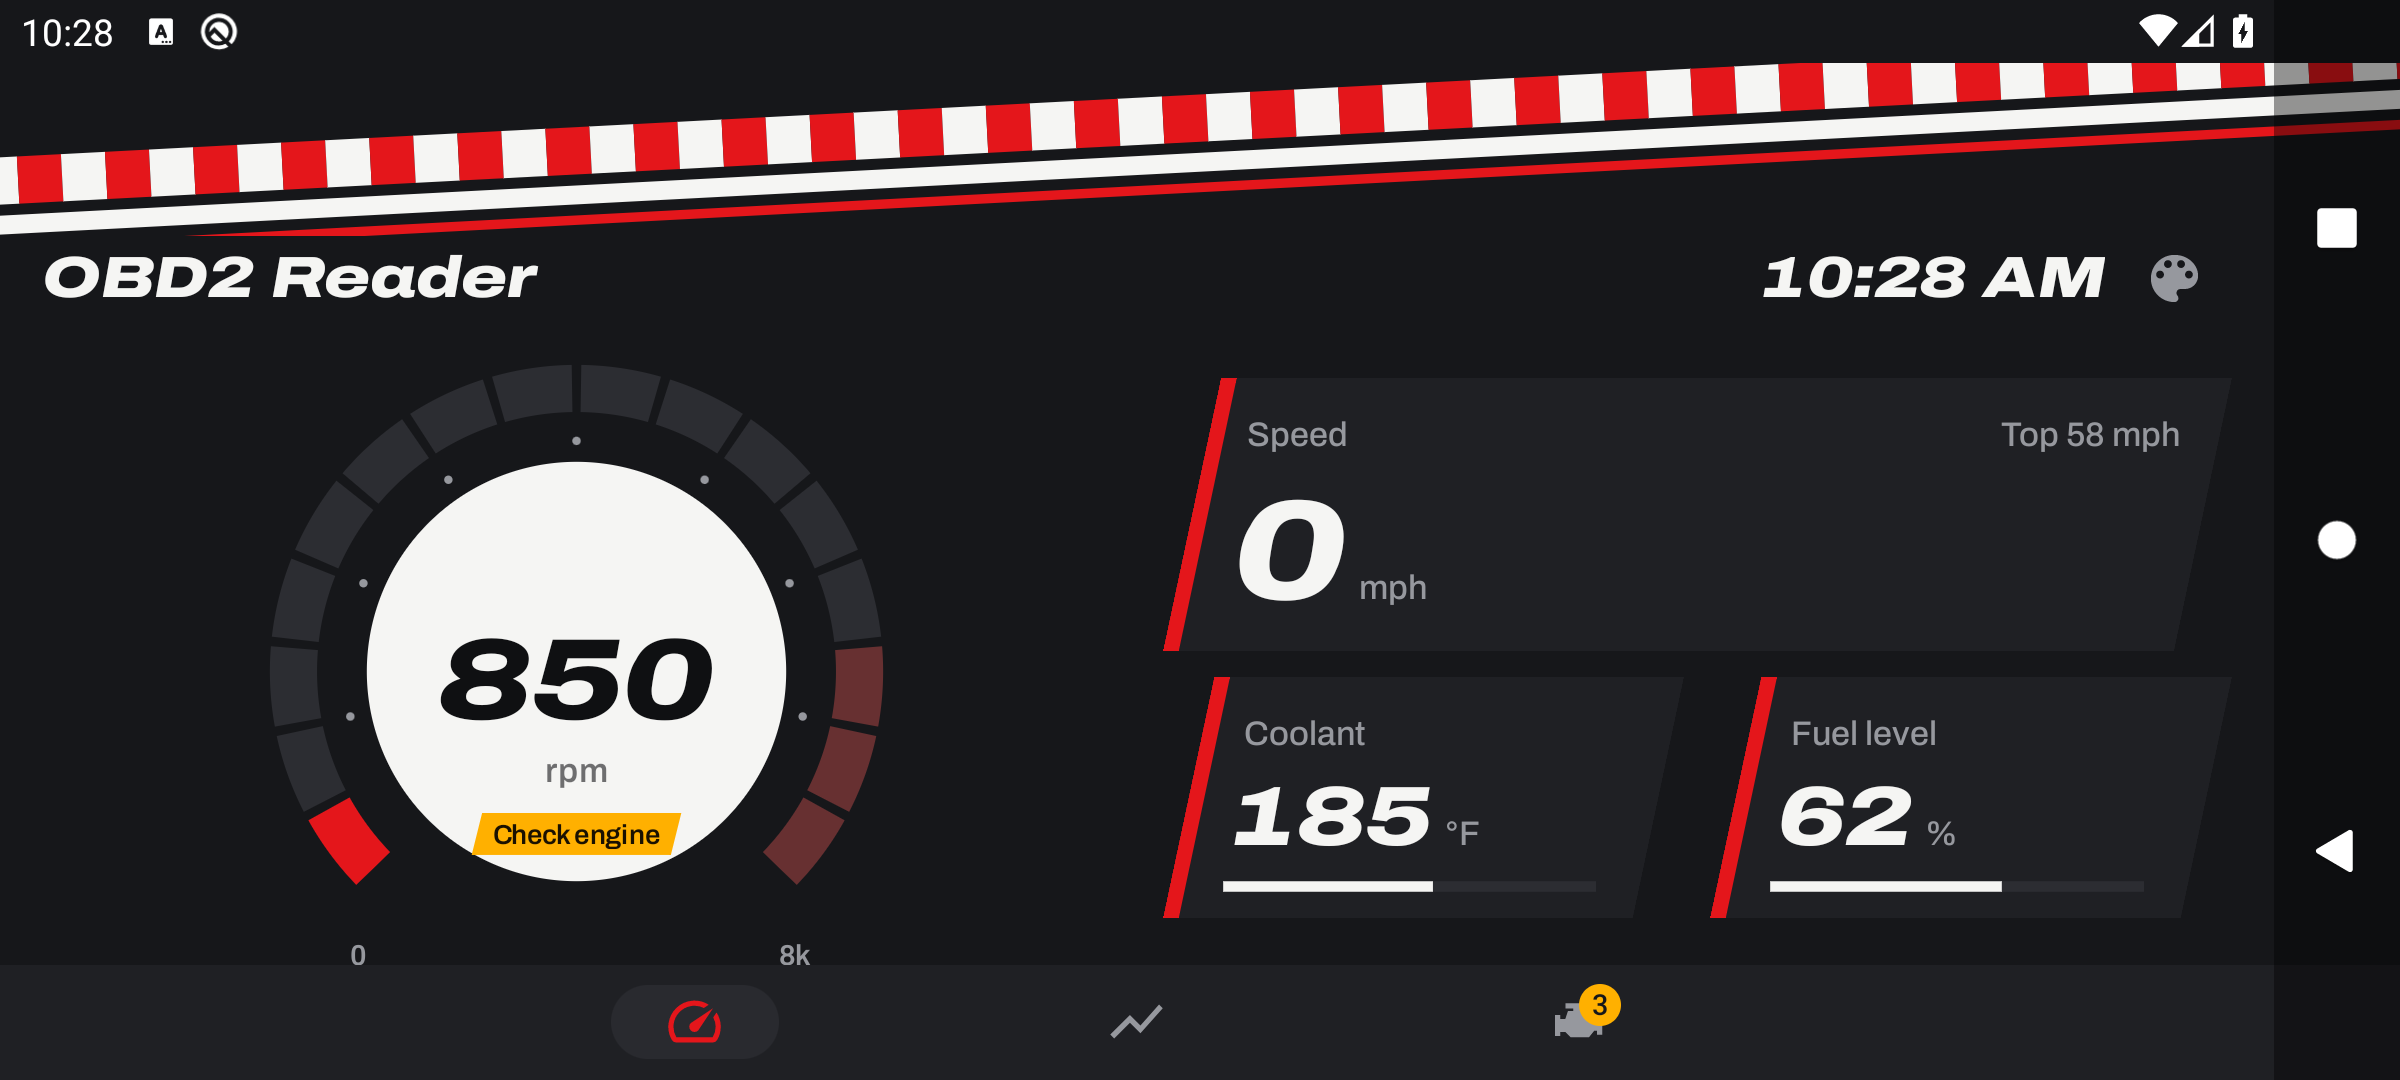 10:28
A
OBD2 Reader
10:28 AM
850
rpm
Check engine
0
8k
Speed
Top 58 mph
0 mph
Coolant
185 °F
Fuel level
62 %
3